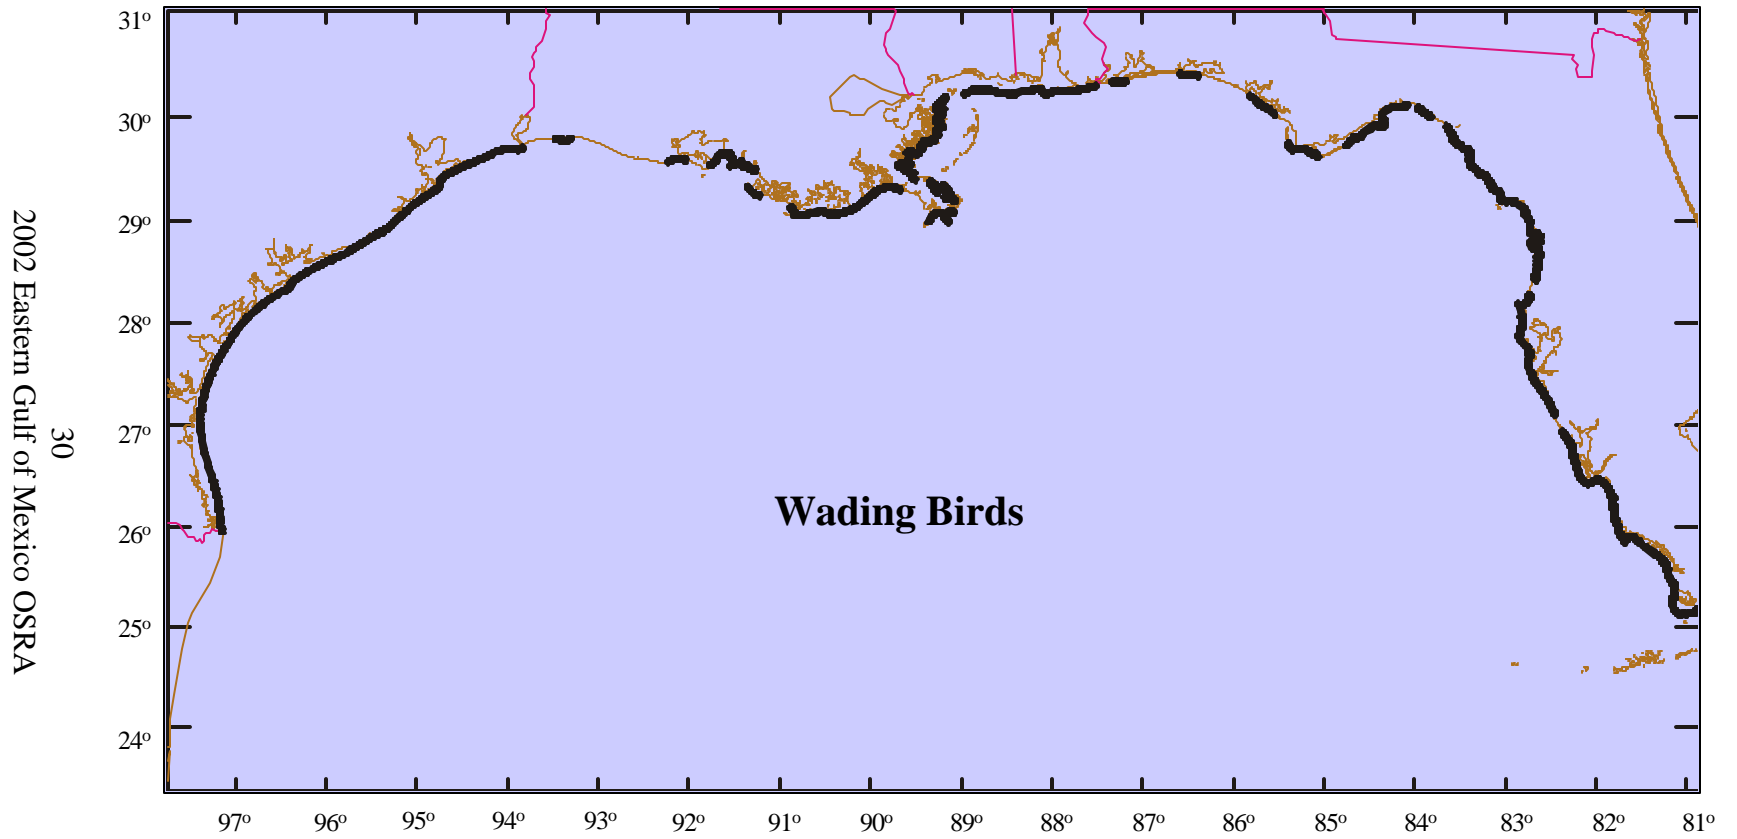 31º
30º
29º
28º
27º
26º
25º
24º
Wading Birds
97º 96º 95º 94º 93º 92º 91º 90º 89º 88º 87º 86º 85º 84º 83º 82º 81º
30
2002 Eastern Gulf of Mexico OSRA